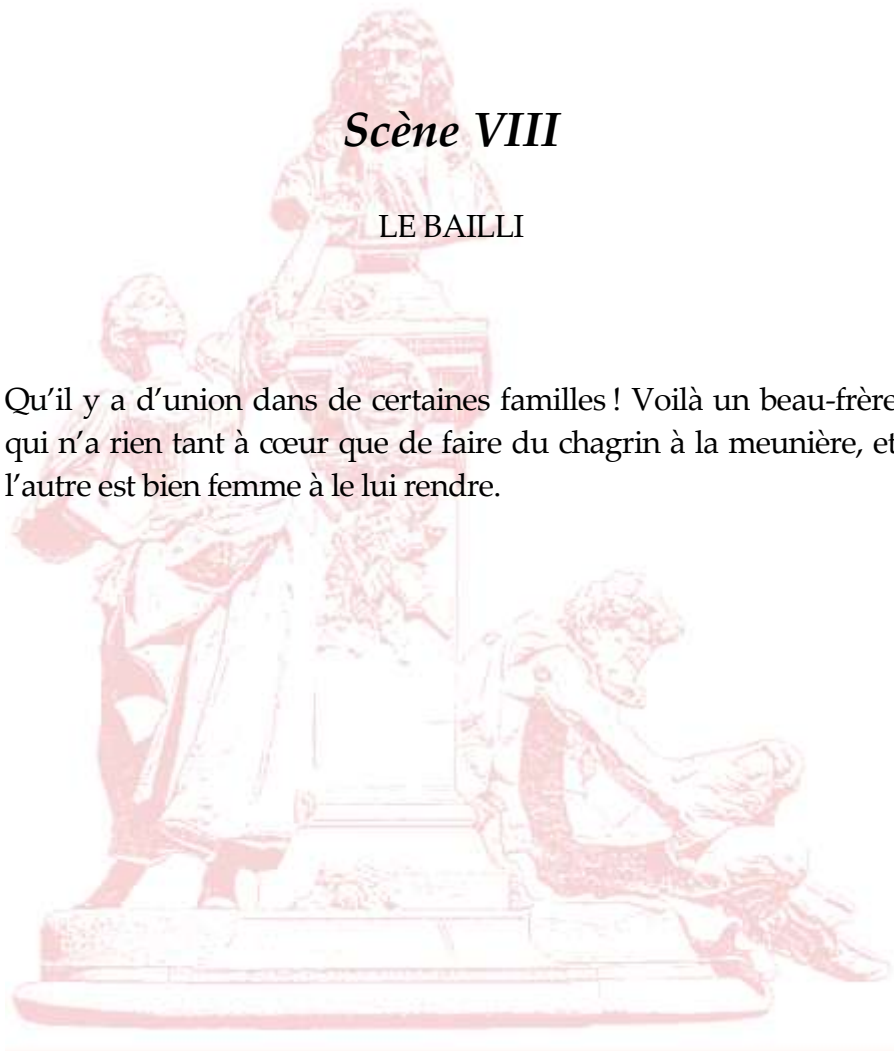 Scène VIII
LE BAILLI
Qu’il y a d’union dans de certaines familles ! Voilà un beau-frère
qui n’a rien tant à cœur que de faire du chagrin à la meunière, et
l’autre est bien femme à le lui rendre.